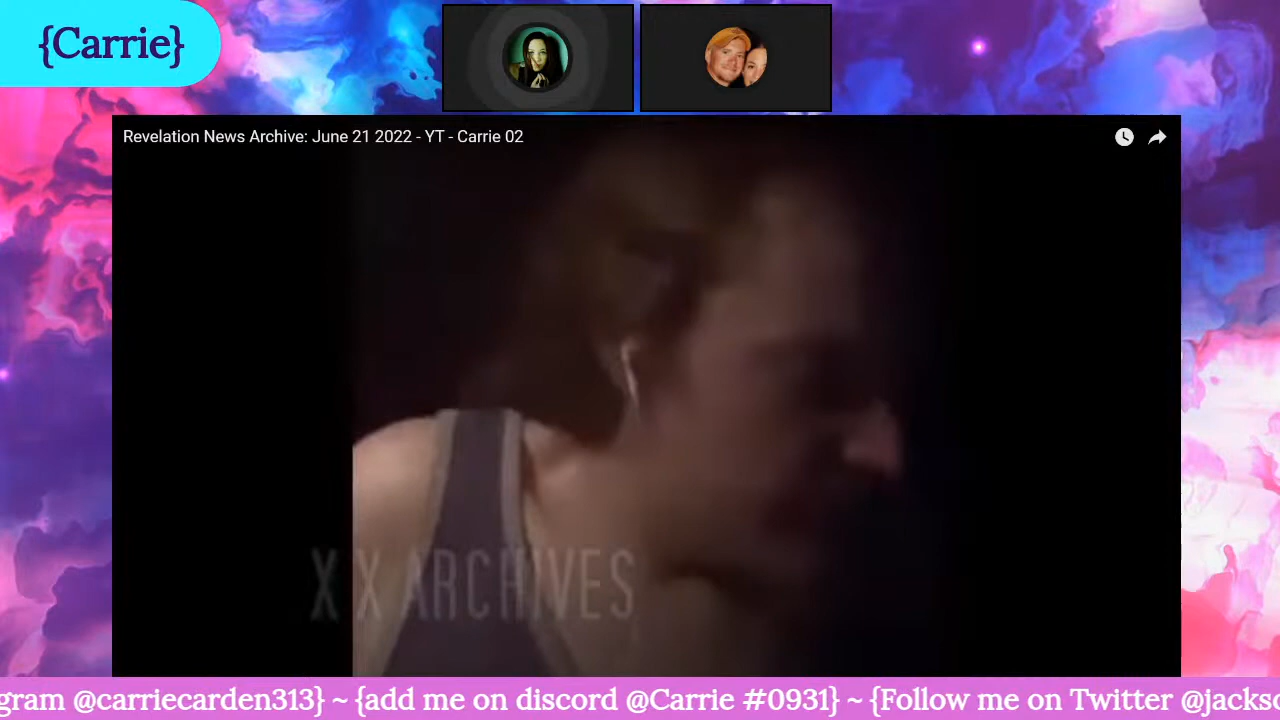 {Carrie}
Revelation News Archive: June 21 2022 - YT - Carrie 02
X X ARCHIVES
gram @carriecarden313} ~ {add me on discord @Carrie #0931} ~ {Follow me on Twitter @jackso